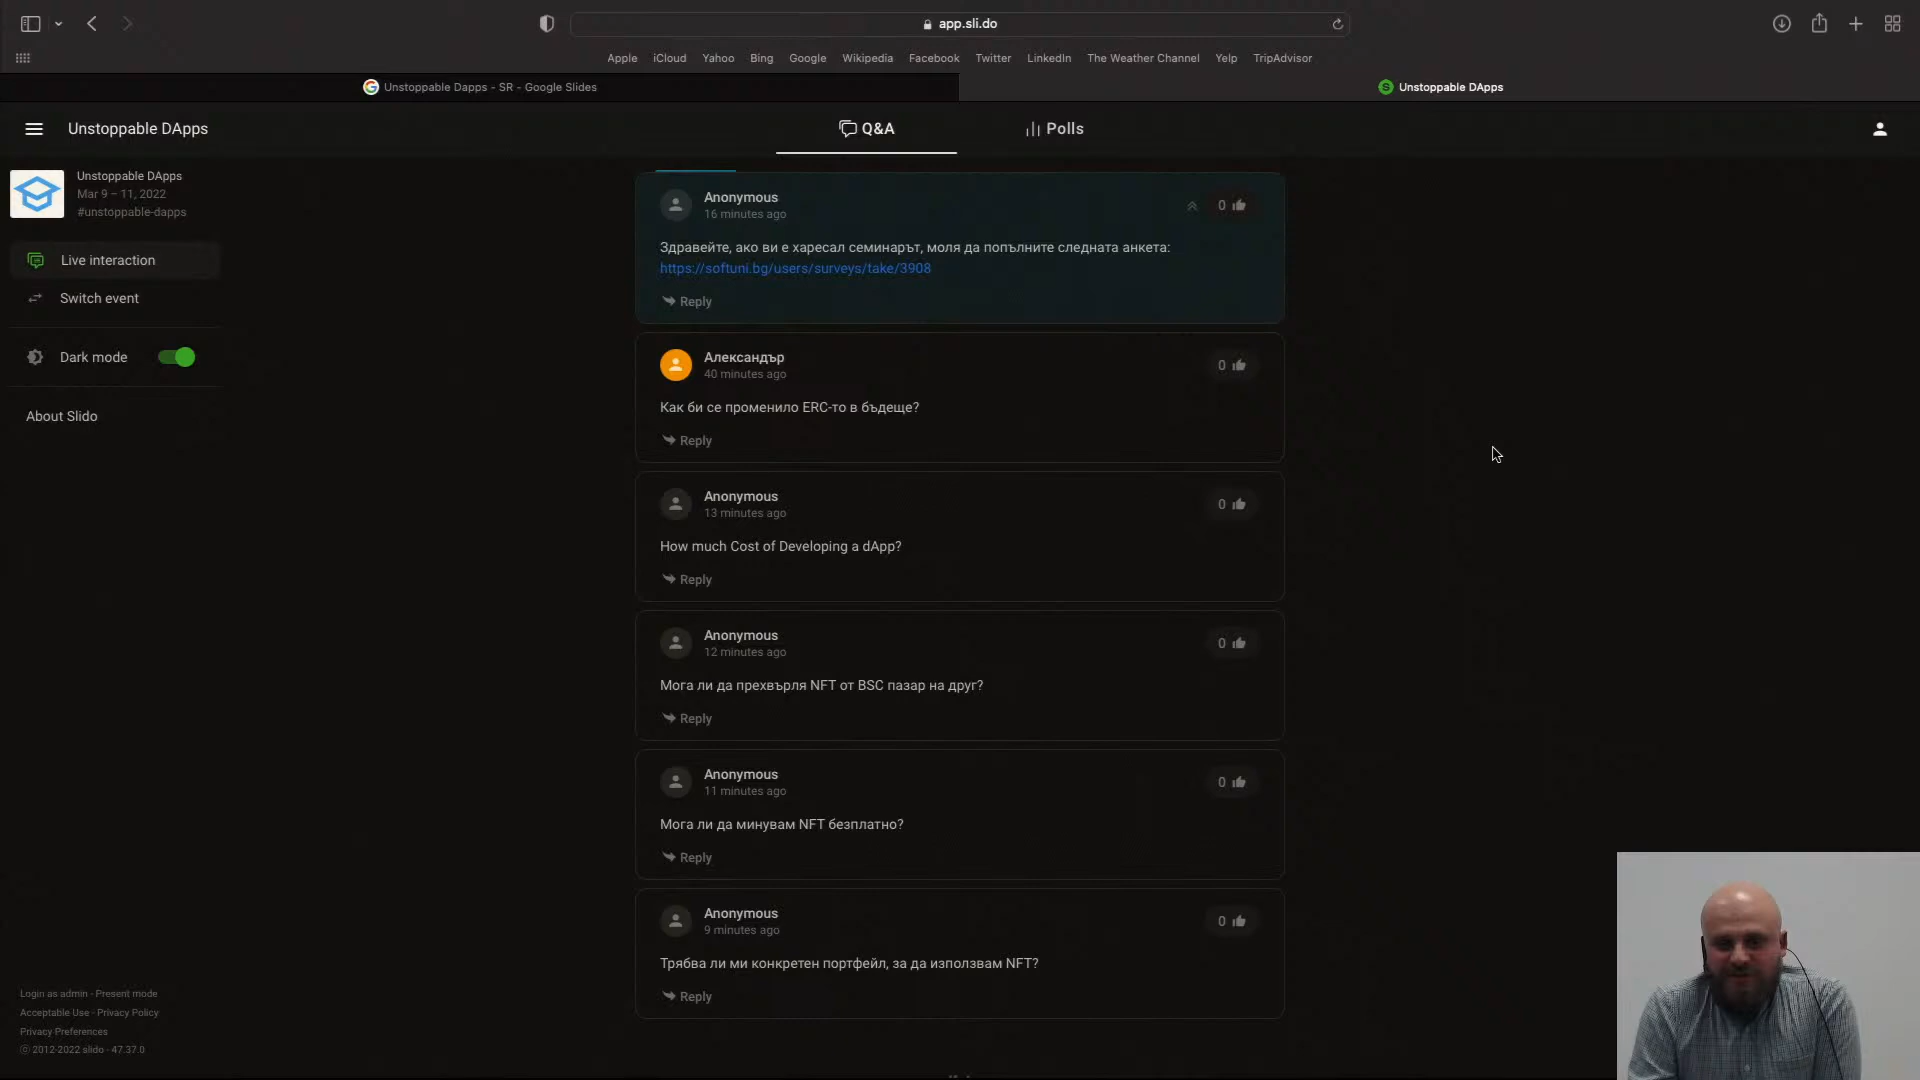 app.sli.do
Apple iCloud Yahoo Bing Google Wikipedia Facebook Twitter LinkedIn The Weather Channel Yelp TripAdvisor
Unstoppable Dapps - SR - Google Slides
Unstoppable DApps
Unstoppable DApps
Q&A
Polls
Unstoppable DApps
Mar 9 – 11, 2022
#unstoppable-dapps
Live interaction
Switch event
Dark mode
About Slido
Anonymous
16 minutes ago
0
Здравейте, ако ви е харесал семинарът, моля да попълните следната анкета:
https://softuni.bg/users/surveys/take/3908
Reply
Александър
40 minutes ago
0
Как би се променило ERC-то в бъдеще?
Reply
Anonymous
13 minutes ago
0
How much Cost of Developing a dApp?
Reply
Anonymous
12 minutes ago
0
Мога ли да прехвърля NFT от BSC пазар на друг?
Reply
Anonymous
11 minutes ago
0
Мога ли да минувам NFT безплатно?
Reply
Anonymous
9 minutes ago
0
Трябва ли ми конкретен портфейл, за да използвам NFT?
Reply
Login as admin - Present mode
Acceptable Use - Privacy Policy
Privacy Preferences
© 2012-2022 slido - 47.37.0